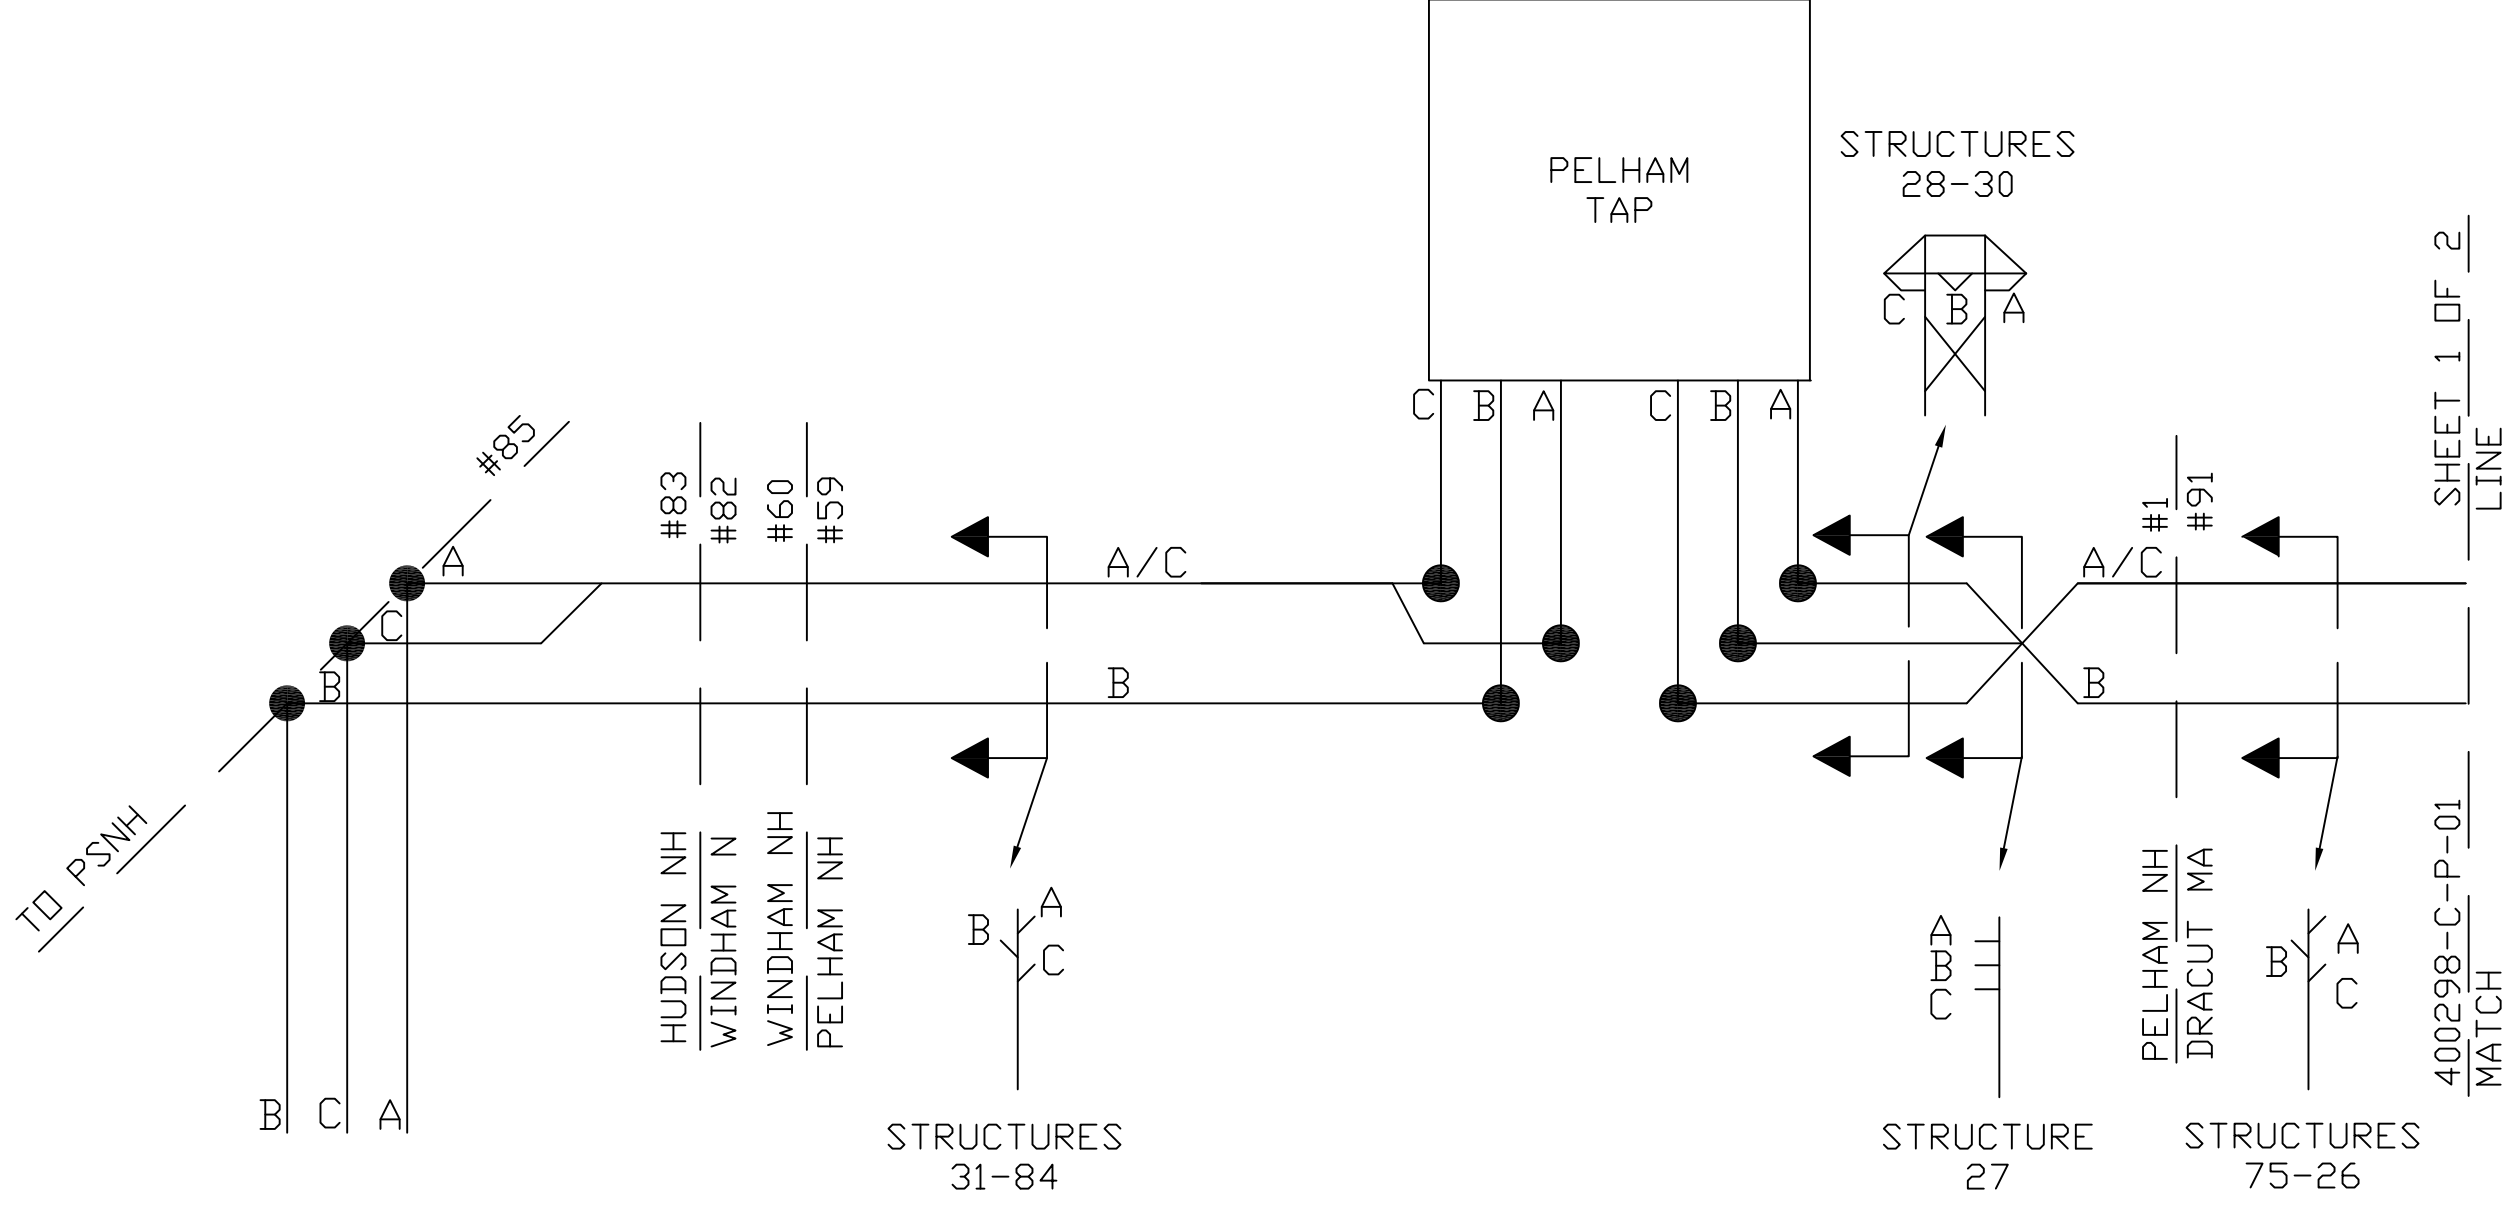 PELHAM
TAP
STRUCTURES
28-30
C
B
A
C
B
A
C
B
A
#85
A
C
B
TO PSNH
#83
#82
#60
#59
A/C
B
HUDSON NH
WINDHAM N
WINDHAM NH
PELHAM NH
B
A
C
STRUCTURES
31-84
B
C
A
#1
#91
A/C
B
PELHAM NH
DRACUT MA
A
B
C
STRUCTURE
27
B
A
C
STRUCTURES
75-26
400298-C-P-01 SHEET 1 OF 2
MATCH LINE